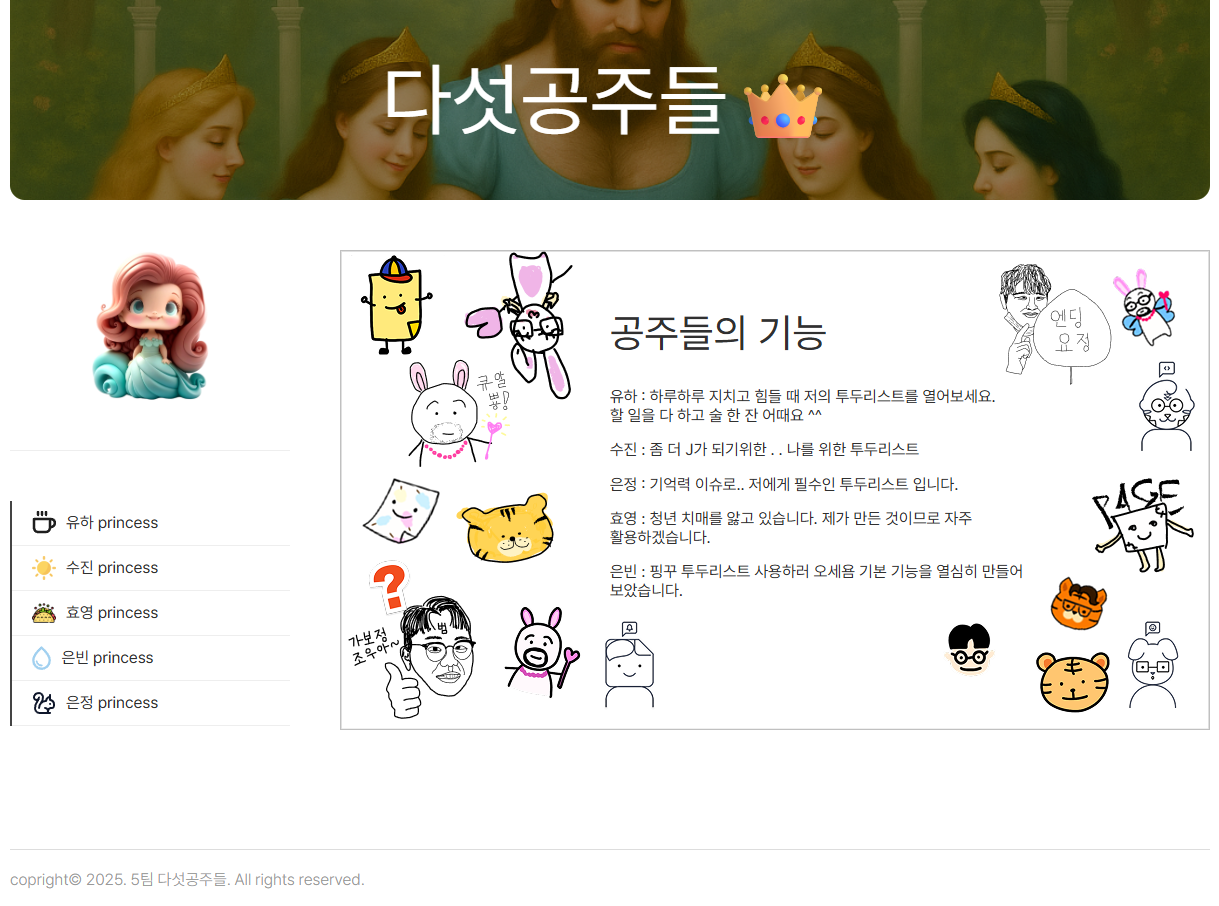 다섯공주들
유하 princess
수진 princess
효영 princess
은빈 princess
은정 princess
공주들의 기능
유하 : 하루하루 지치고 힘들 때 저의 투두리스트를 열어보세요.
할 일을 다 하고 술 한 잔 어때요 ^^
수진 : 좀 더 J가 되기위한 . . 나를 위한 투두리스트
은정 : 기억력 이슈로.. 저에게 필수인 투두리스트 입니다.
효영 : 청년 치매를 앓고 있습니다. 제가 만든 것이므로 자주
활용하겠습니다.
은빈 : 핑꾸 투두리스트 사용하러 오세욤 기본 기능을 열심히 만들어
보았습니다.
큐알
뿅!
엔딩
요정
PAGE
?
범
가보정
조우아~
copright© 2025. 5팀 다섯공주들. All rights reserved.